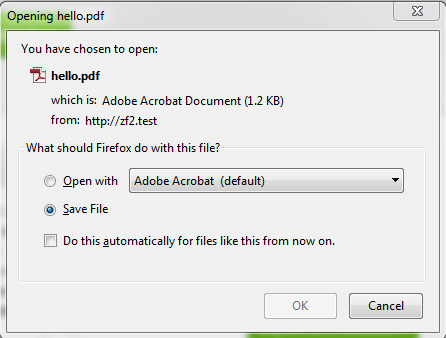 Opening hello.pdf
You have chosen to open:
hello.pdf
which is: Adobe Acrobat Document (1.2 KB)
from: http://zf2.test
What should Firefox do with this file?
Open with Adobe Acrobat (default)
Save File
Do this automatically for files like this from now on.
OK Cancel